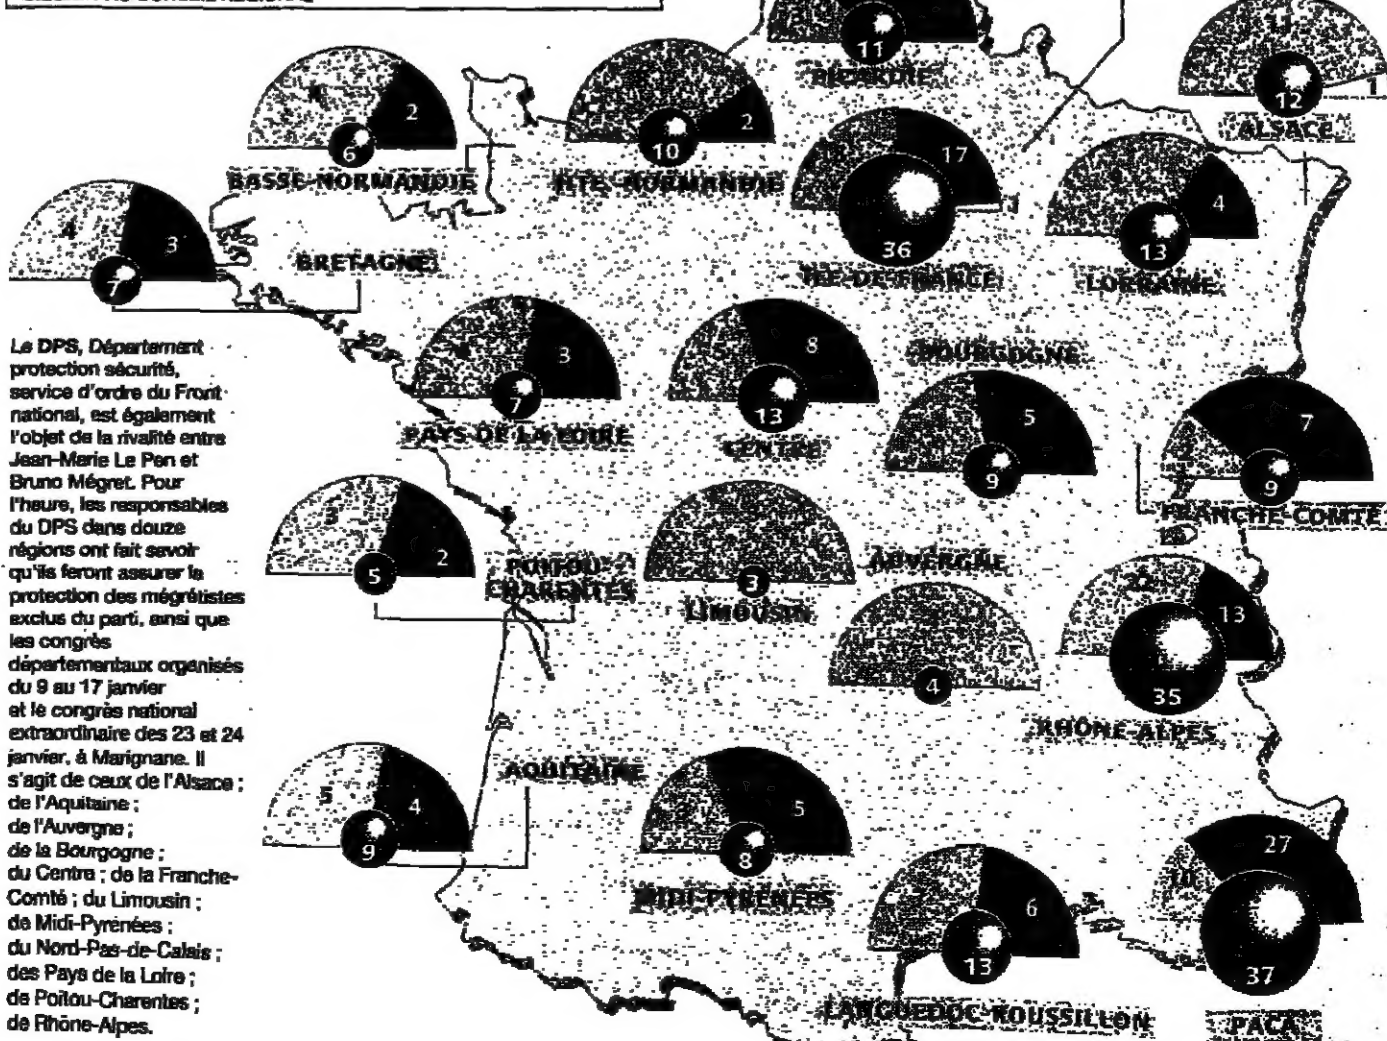 11
PICARDIE
12
1
ALSACE
2
6
BASSE-NORMANDIE
2
10
HTE-NORMANDIE
17
36
ILE-DE-FRANCE
4
13
LORRAINE
4
3
7
BRETAGNE
3
7
PAYS DE LA LOIRE
8
13
CENTRE
BOURGOGNE
5
9
7
9
FRANCHE-COMTÉ
3
2
5
POITOU-
CHARENTES
3
LIMOUSIN
AUVERGNE
4
22
13
35
RHÔNE-ALPES
5
4
9
AQUITAINE
5
8
MIDI-PYRÉNÉES
6
13
LANGUEDOC-ROUSSILLON
10
27
37
PACA
Le DPS, Département
protection sécurité,
service d'ordre du Front
national, est également
l'objet de la rivalité entre
Jean-Marie Le Pen et
Bruno Mégret. Pour
l'heure, les responsables
du DPS dans douze
régions ont fait savoir
qu'ils feront assurer la
protection des mégrétistes
exclus du parti, ainsi que
les congrès
départementaux organisés
du 9 au 17 janvier
et le congrès national
extraordinaire des 23 et 24
janvier, à Marignane. Il
s'agit de ceux de l'Alsace ;
de l'Aquitaine ;
de l'Auvergne ;
de la Bourgogne ;
du Centre ; de la Franche-
Comté ; du Limousin ;
de Midi-Pyrénées ;
du Nord-Pas-de-Calais ;
des Pays de la Loire ;
de Poitou-Charentes ;
de Rhône-Alpes.